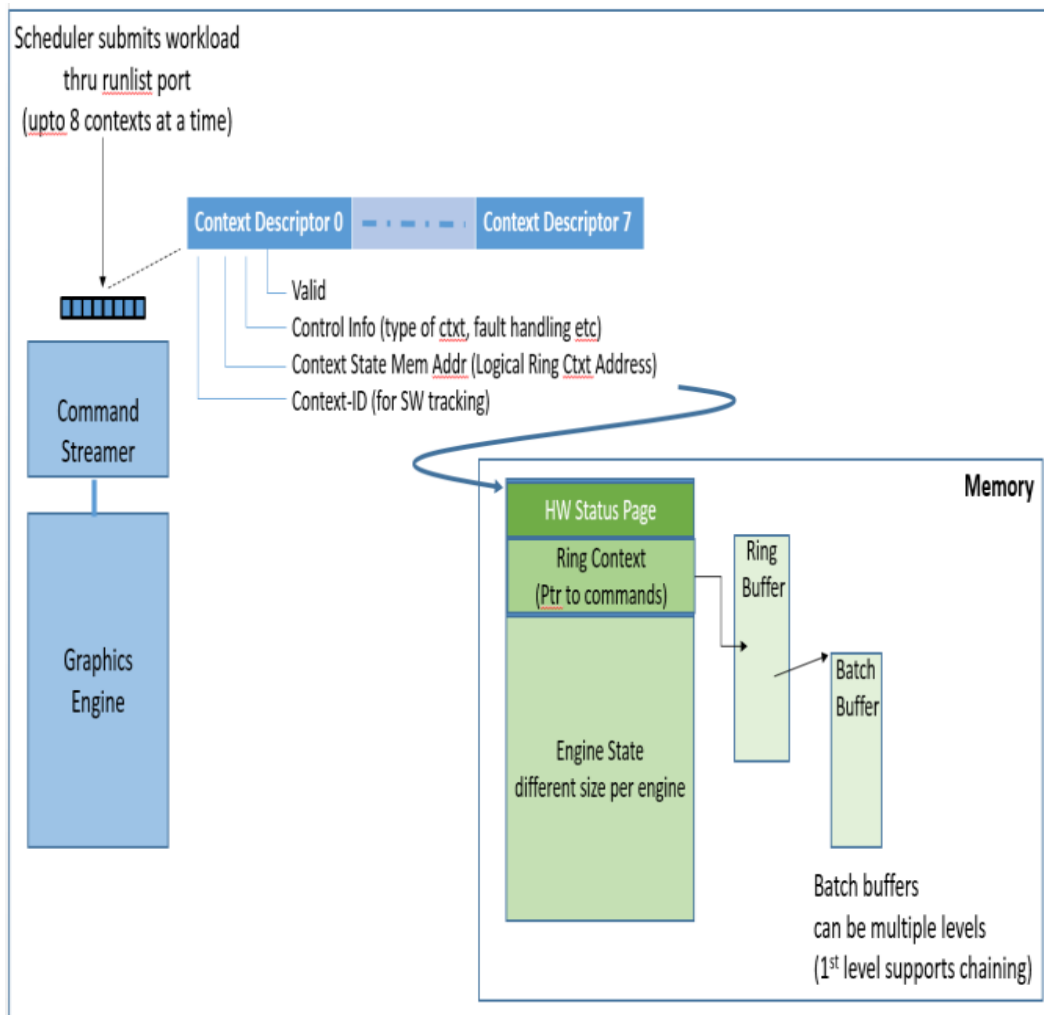 Scheduler submits workload
thru runlist port
(upto 8 contexts at a time)
Context Descriptor 0
Context Descriptor 7
Valid
Control Info (type of ctxt, fault handling etc)
Context State Mem Addr (Logical Ring Ctxt Address)
Context-ID (for SW tracking)
Command
Streamer
Graphics
Engine
Memory
HW Status Page
Ring Context
(Ptr to commands)
Engine State
different size per engine
Ring
Buffer
Batch
Buffer
Batch buffers
can be multiple levels
(1st level supports chaining)